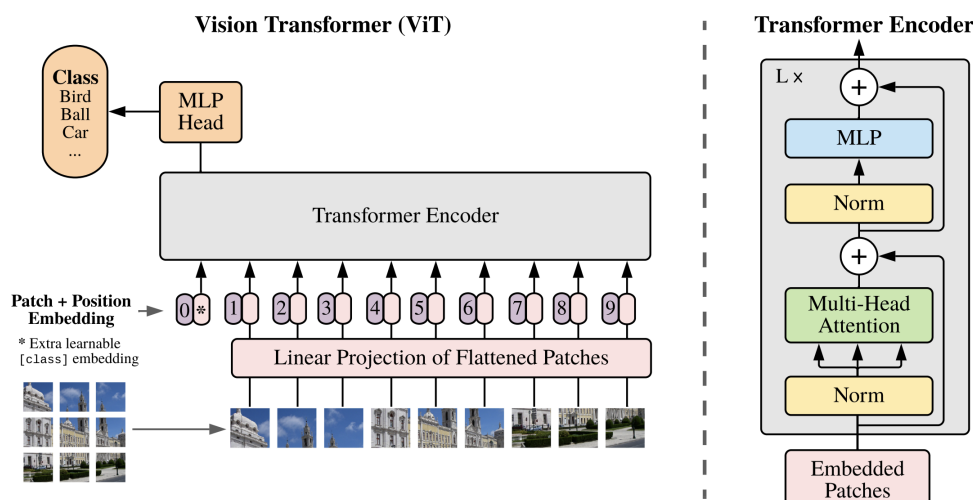 Vision Transformer (ViT)
Class
Bird
Ball
Car
...
MLP
Head
Transformer Encoder
Patch + Position
Embedding
0 * 1 2 3 4 5 6 7 8 9
* Extra learnable
[class] embedding
Linear Projection of Flattened Patches
Transformer Encoder
L x
+
MLP
Norm
+
Multi-Head
Attention
Norm
Embedded
Patches